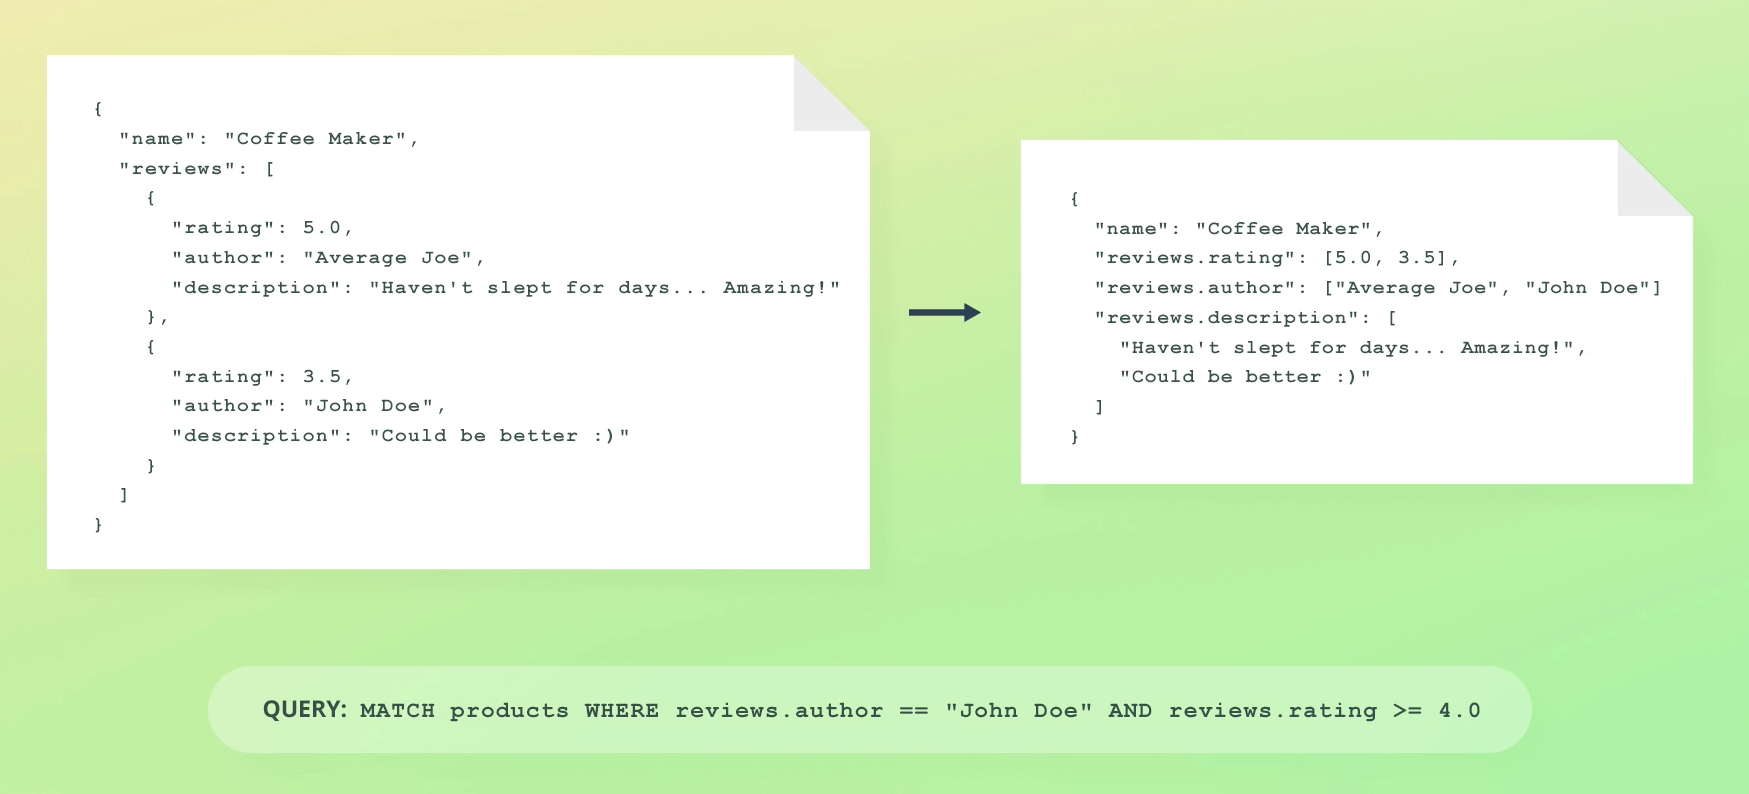 {
  "name": "Coffee Maker",
  "reviews": [
    {
      "rating": 5.0,
      "author": "Average Joe",
      "description": "Haven't slept for days... Amazing!"
    },
    {
      "rating": 3.5,
      "author": "John Doe",
      "description": "Could be better :)"
    }
  ]
}
{
  "name": "Coffee Maker",
  "reviews.rating": [5.0, 3.5],
  "reviews.author": ["Average Joe", "John Doe"]
  "reviews.description": [
    "Haven't slept for days... Amazing!",
    "Could be better :)"
  ]
}
QUERY: MATCH products WHERE reviews.author == "John Doe" AND reviews.rating >= 4.0